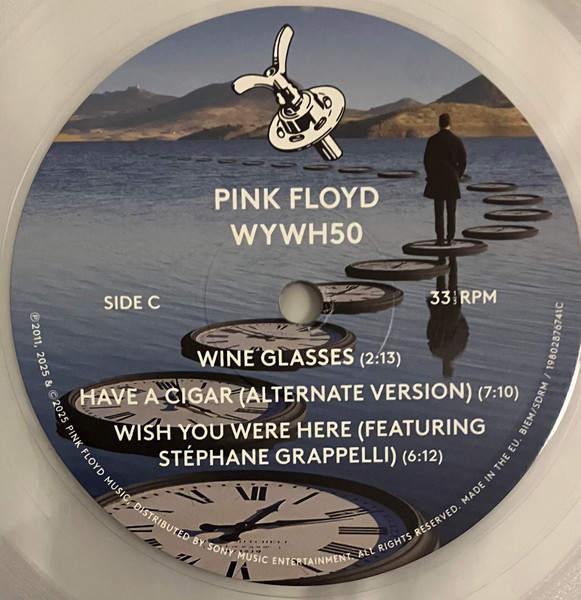 PINK FLOYD
WYWH50
SIDE C
33⅓ RPM
WINE GLASSES (2:13)
HAVE A CIGAR (ALTERNATE VERSION) (7:10)
WISH YOU WERE HERE (FEATURING
STÉPHANE GRAPPELLI) (6:12)
℗2011, 2025 & ©2025 PINK FLOYD MUSIC, DISTRIBUTED BY SONY MUSIC ENTERTAINMENT. ALL RIGHTS RESERVED. MADE IN THE EU. BIEM/SDRM / 19802876741C